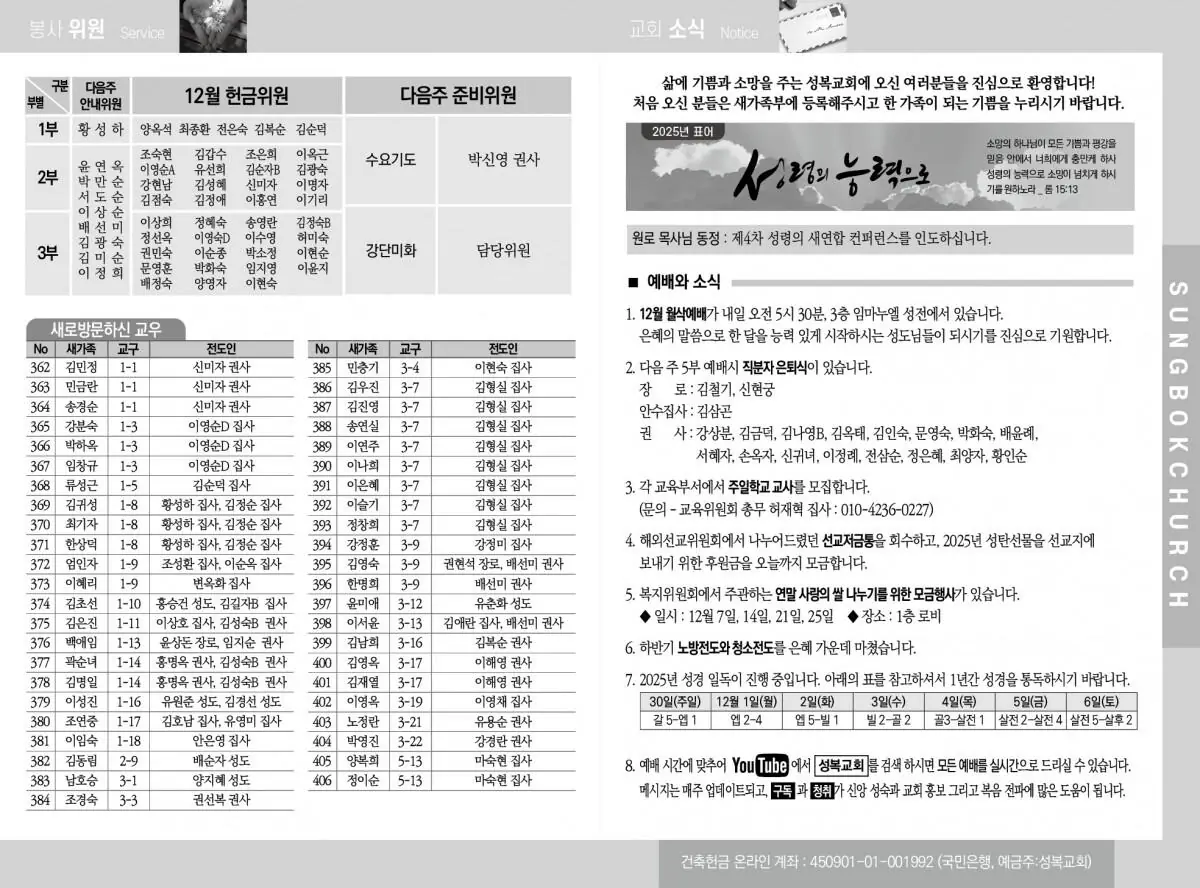 봉사 위원 Service
구분
부별
다음주
안내위원
12월 헌금위원
다음주 준비위원
1부 황성하 양옥석 최종환 전은숙 김복순 김순덕
2부
3부
윤연옥
박만순
서도순
이상순
배선미
김광숙
김미순
이정희
조숙현 김갑수 조은희 이옥근
이영순A 유선희 김순자B 김광숙
강현남 김성혜 신미자 이명자
김점숙 김정애 이홍연 이기리
이상희 정혜숙 송영란 김정숙B
정선옥 이영숙D 이수영 허미숙
권민숙 이순종 박소정 이현순
문영훈 박화숙 임지영 이윤지
배정숙 양영자 이현숙
수요기도 박신영 권사
강단미화 담당위원
새로방문하신 교우
No 새가족 교구 전도인
362 김민정 1-1 신미자 권사
363 민금란 1-1 신미자 권사
364 송경순 1-1 신미자 권사
365 강분숙 1-3 이영순D 집사
366 박하옥 1-3 이영순D 집사
367 임창규 1-3 이영순D 집사
368 류성근 1-5 김순덕 집사
369 김귀성 1-8 황성하 집사, 김정순 집사
370 최기자 1-8 황성하 집사, 김정순 집사
371 한상덕 1-8 황성하 집사, 김정순 집사
372 엄인자 1-9 조성환 집사, 이순옥 집사
373 이혜리 1-9 변옥화 집사
374 김초선 1-10 홍승건 성도, 김길자B 집사
375 김은진 1-11 이상호 집사, 김성숙B 권사
376 백애임 1-13 윤상돈 장로, 임지순 권사
377 곽순녀 1-14 홍명옥 권사, 김성숙B 권사
378 김명일 1-14 홍명옥 권사, 김성숙B 권사
379 이성진 1-16 유원준 성도, 김경선 성도
380 조연중 1-17 김호남 집사, 유영미 집사
381 이임숙 1-18 안은영 집사
382 김동림 2-9 배순자 성도
383 남호승 3-1 양지혜 성도
384 조경숙 3-3 권선복 권사
No 새가족 교구 전도인
385 민충기 3-4 이현숙 집사
386 김우진 3-7 김형실 집사
387 김진영 3-7 김형실 집사
388 송연실 3-7 김형실 집사
389 이연주 3-7 김형실 집사
390 이나희 3-7 김형실 집사
391 이은혜 3-7 김형실 집사
392 이슬기 3-7 김형실 집사
393 정창희 3-7 김형실 집사
394 강정훈 3-9 강정미 집사
395 김영숙 3-9 권현석 장로, 배선미 권사
396 한명희 3-9 배선미 권사
397 윤미애 3-12 유춘화 성도
398 이서윤 3-13 김애란 집사, 배선미 권사
399 김남희 3-16 김복순 권사
400 김영옥 3-17 이해영 권사
401 김재열 3-17 이해영 권사
402 이영옥 3-19 이영채 집사
403 노정란 3-21 유용순 권사
404 박영진 3-22 강경란 권사
405 양복희 5-13 마숙현 집사
406 정이순 5-13 마숙현 집사
교회 소식 Notice
삶에 기쁨과 소망을 주는 성복교회에 오신 여러분들을 진심으로 환영합니다!
처음 오신 분들은 새가족부에 등록해주시고 한 가족이 되는 기쁨을 누리시기 바랍니다.
2025년 표어
성령의 능력으로
소망의 하나님이 모든 기쁨과 평강을
믿음 안에서 너희에게 충만케 하사
성령의 능력으로 소망이 넘치게 하시
기를 원하노라 _ 롬 15:13
원로 목사님 동정 : 제4차 성령의 새연합 컨퍼런스를 인도하십니다.
■ 예배와 소식
1. 12월 월삭예배가 내일 오전 5시 30분, 3층 임마누엘 성전에서 있습니다.
은혜의 말씀으로 한 달을 능력 있게 시작하시는 성도님들이 되시기를 진심으로 기원합니다.
2. 다음 주 5부 예배시 직분자 은퇴식이 있습니다.
장 로 : 김철기, 신현궁
안수집사 : 김삼곤
권 사 : 강상분, 김금덕, 김나영B, 김옥태, 김인숙, 문영숙, 박화숙, 배윤례,
서혜자, 손옥자, 신귀녀, 이정례, 전삼순, 정은혜, 최양자, 황인순
3. 각 교육부서에서 주일학교 교사를 모집합니다.
(문의 - 교육위원회 총무 허재혁 집사 : 010-4236-0227)
4. 해외선교위원회에서 나누어드렸던 선교저금통을 회수하고, 2025년 성탄선물을 선교지에
보내기 위한 후원금을 오늘까지 모금합니다.
5. 복지위원회에서 주관하는 연말 사랑의 쌀 나누기를 위한 모금행사가 있습니다.
◆ 일시 : 12월 7일, 14일, 21일, 25일 ◆ 장소 : 1층 로비
6. 하반기 노방전도와 청소전도를 은혜 가운데 마쳤습니다.
7. 2025년 성경 일독이 진행 중입니다. 아래의 표를 참고하셔서 1년간 성경을 통독하시기 바랍니다.
30일(주일) 12월 1일(월) 2일(화) 3일(수) 4일(목) 5일(금) 6일(토)
갈 5-엡 1 엡 2-4 엡 5-빌 1 빌 2-골 2 골3-살전 1 살전 2-살전 4 살전 5-살후 2
8. 예배 시간에 맞추어 YouTube 에서 성복교회 를 검색 하시면 모든 예배를 실시간으로 드리실 수 있습니다.
메시지는 매주 업데이트되고, 구독 과 청취가 신앙 성숙과 교회 홍보 그리고 복음 전파에 많은 도움이 됩니다.
SUNGBOKCHURCH
건축헌금 온라인 계좌 : 450901-01-001992 (국민은행, 예금주:성복교회)